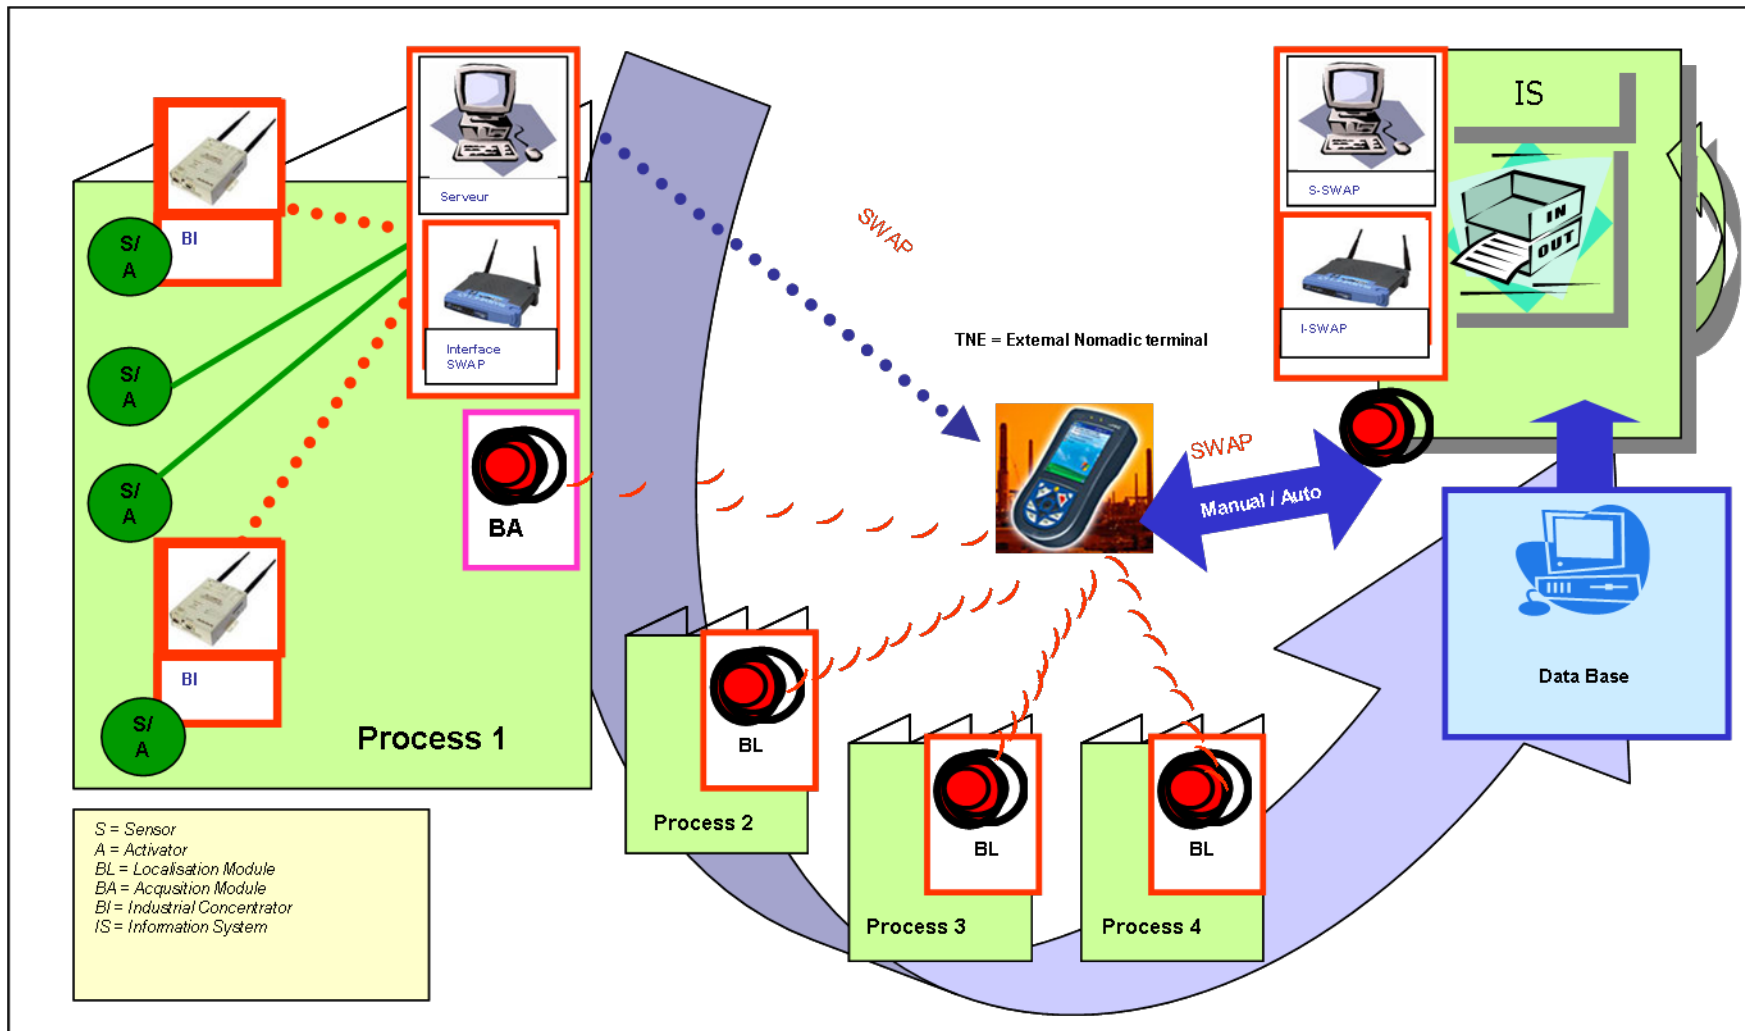 Serveur
Interface
SWAP
BI
S/
A
S/
A
S/
A
BA
BI
S/
A
Process 1
S = Sensor
A = Activator
BL = Localisation Module
BA = Acqusition Module
BI = Industrial Concentrator
IS = Information System
SWAP
TNE = External Nomadic terminal
SWAP
Manual / Auto
BL
Process 2
BL
Process 3
BL
Process 4
S-SWAP
I-SWAP
IS
IN
OUT
Data Base